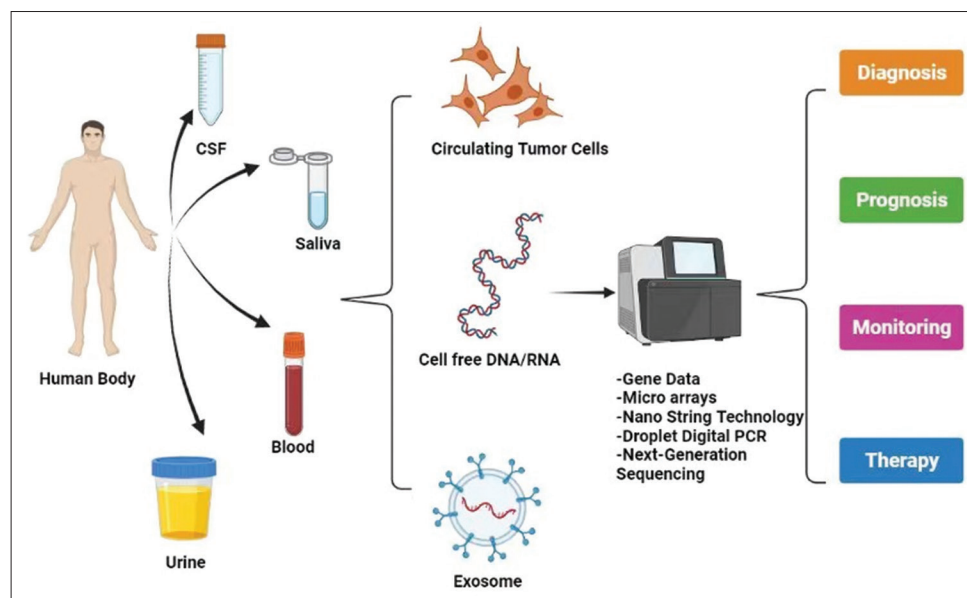 CSF
Saliva
Human Body
Blood
Urine
Circulating Tumor Cells
Cell free DNA/RNA
Exosome
-Gene Data
-Micro arrays
-Nano String Technology
-Droplet Digital PCR
-Next-Generation
Sequencing
Diagnosis
Prognosis
Monitoring
Therapy